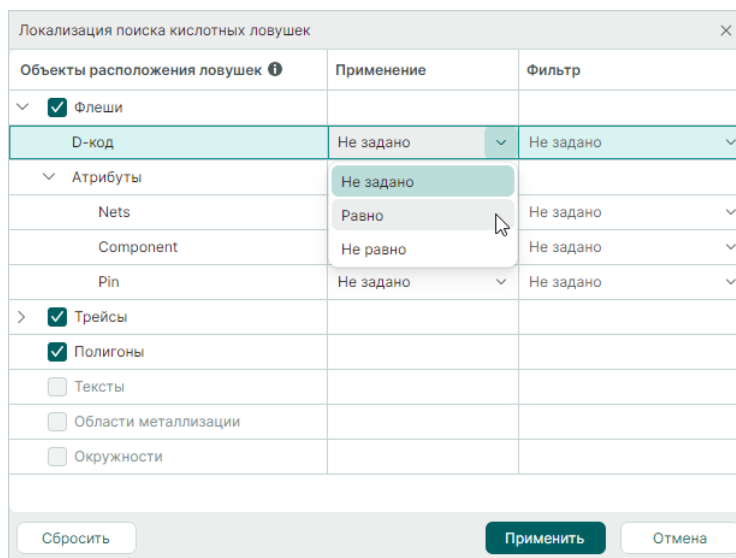 Локализация поиска кислотных ловушек
Объекты расположения ловушек Применение Фильтр
Флеши
D-код Не задано Не задано
Атрибуты Не задано
Nets Равно Не задано
Component Не равно Не задано
Pin Не задано Не задано
Трейсы
Полигоны
Тексты
Области металлизации
Окружности
Сбросить Применить Отмена